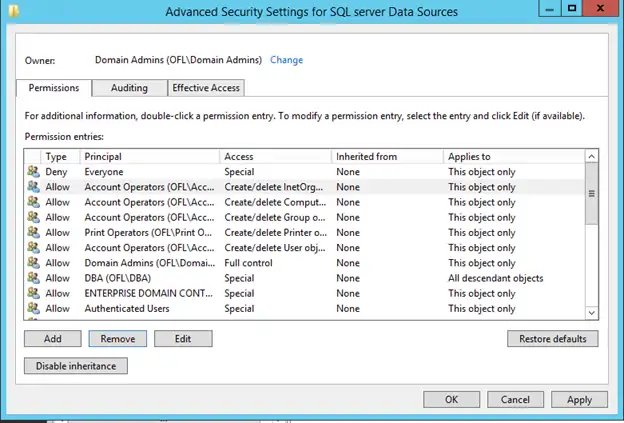 Advanced Security Settings for SQL server Data Sources
Owner: Domain Admins (OFL\Domain Admins) Change
Permissions Auditing Effective Access
For additional information, double-click a permission entry. To modify a permission entry, select the entry and click Edit (if available).
Permission entries:
Type Principal Access Inherited from Applies to
Deny Everyone Special None This object only
Allow Account Operators (OFL\Acc... Create/delete InetOrg... None This object only
Allow Account Operators (OFL\Acc... Create/delete Comput... None This object only
Allow Account Operators (OFL\Acc... Create/delete Group o... None This object only
Allow Print Operators (OFL\Print O... Create/delete Printer o... None This object only
Allow Account Operators (OFL\Acc... Create/delete User obj... None This object only
Allow Domain Admins (OFL\Domai... Full control None This object only
Allow DBA (OFL\DBA) Special None All descendant objects
Allow ENTERPRISE DOMAIN CONT... Special None This object only
Allow Authenticated Users Special None This object only
Add Remove Edit Restore defaults
Disable inheritance
OK Cancel Apply